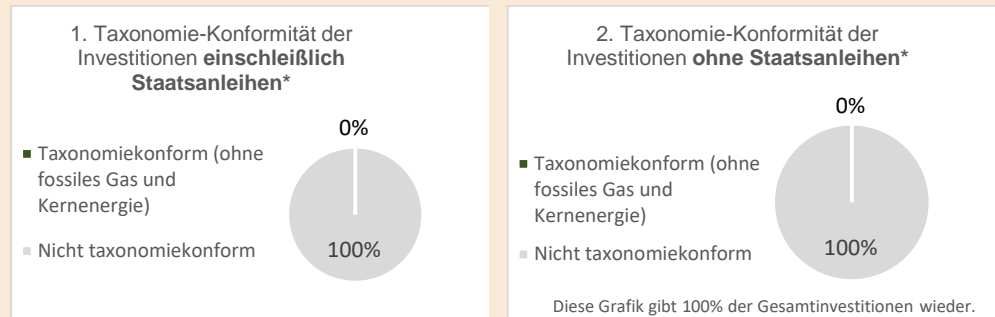 1. Taxonomie-Konformität der
Investitionen einschleißlich
Staatsanleihen*
0%
Taxonomiekonform (ohne
fossiles Gas und
Kernenergie)
Nicht taxonomiekonform
100%
2. Taxonomie-Konformität der
Investitionen ohne Staatsanleihen*
0%
Taxonomiekonform (ohne
fossiles Gas und
Kernenergie)
Nicht taxonomiekonform
100%
Diese Grafik gibt 100% der Gesamtinvestitionen wieder.